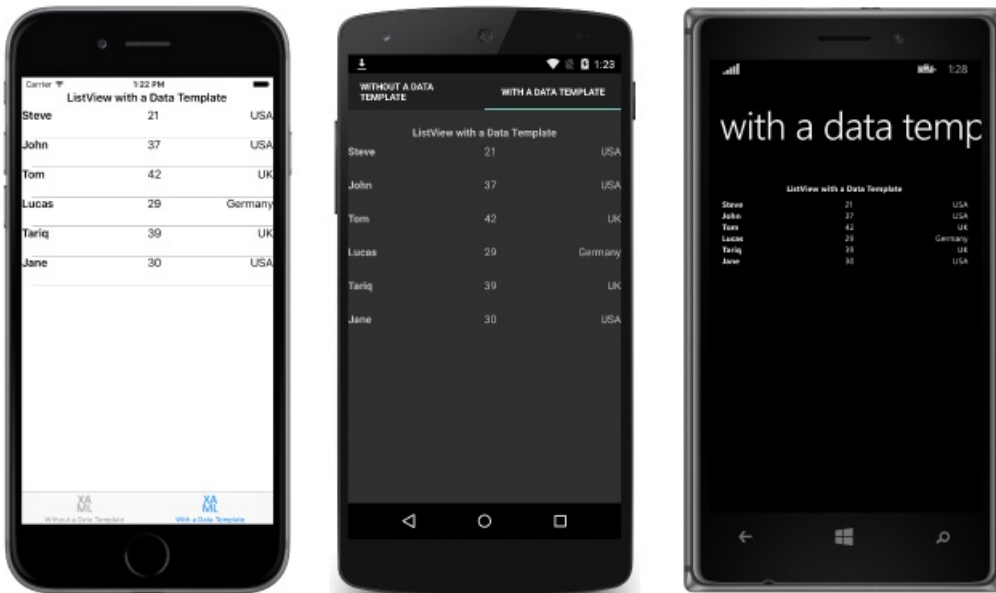 Carrier 1:22 PM
ListView with a Data Template
Steve 21 USA
John 37 USA
Tom 42 UK
Lucas 29 Germany
Tariq 39 UK
Jane 30 USA
XA
ML
XA
ML
Without a Data Template With a Data Template
1:23
WITHOUT A DATA
TEMPLATE
WITH A DATA TEMPLATE
ListView with a Data Template
Steve 21 USA
John 37 USA
Tom 42 UK
Lucas 29 Germany
Tariq 39 UK
Jane 30 USA
1:28
with a data temp
ListView with a Data Template
Steve 21 USA
John 37 USA
Tom 42 UK
Lucas 29 Germany
Tariq 39 UK
Jane 30 USA